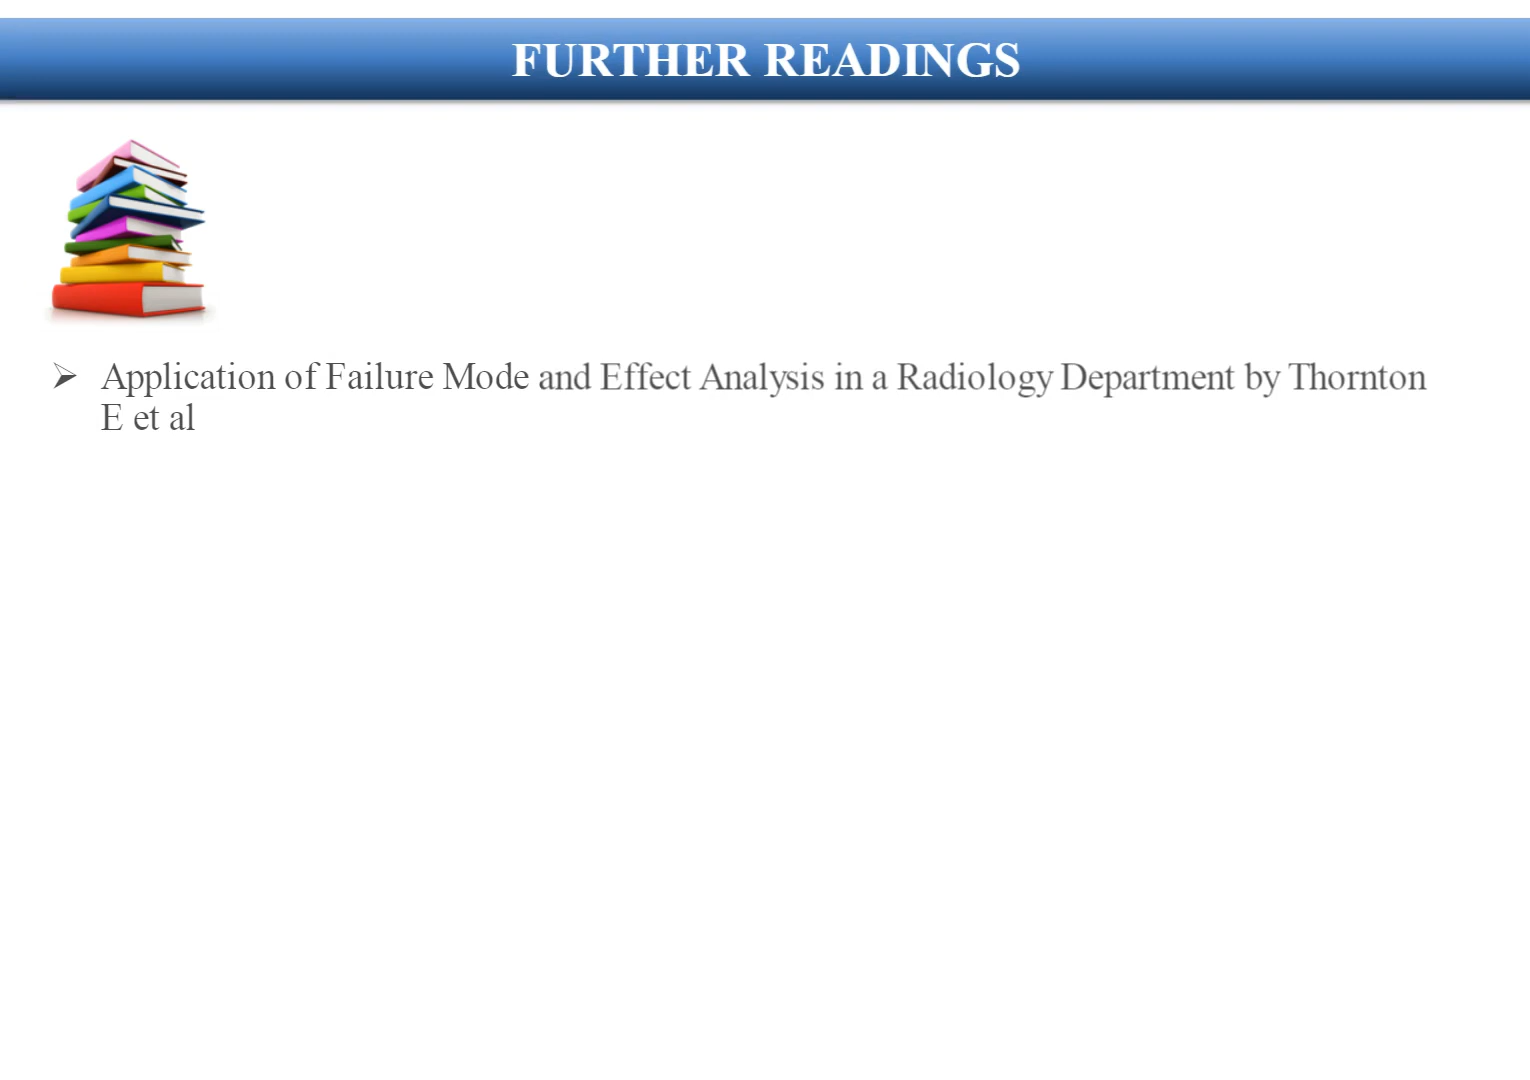 FURTHER READINGS
➢ Application of Failure Mode and Effect Analysis in a Radiology Department by Thornton
E et al